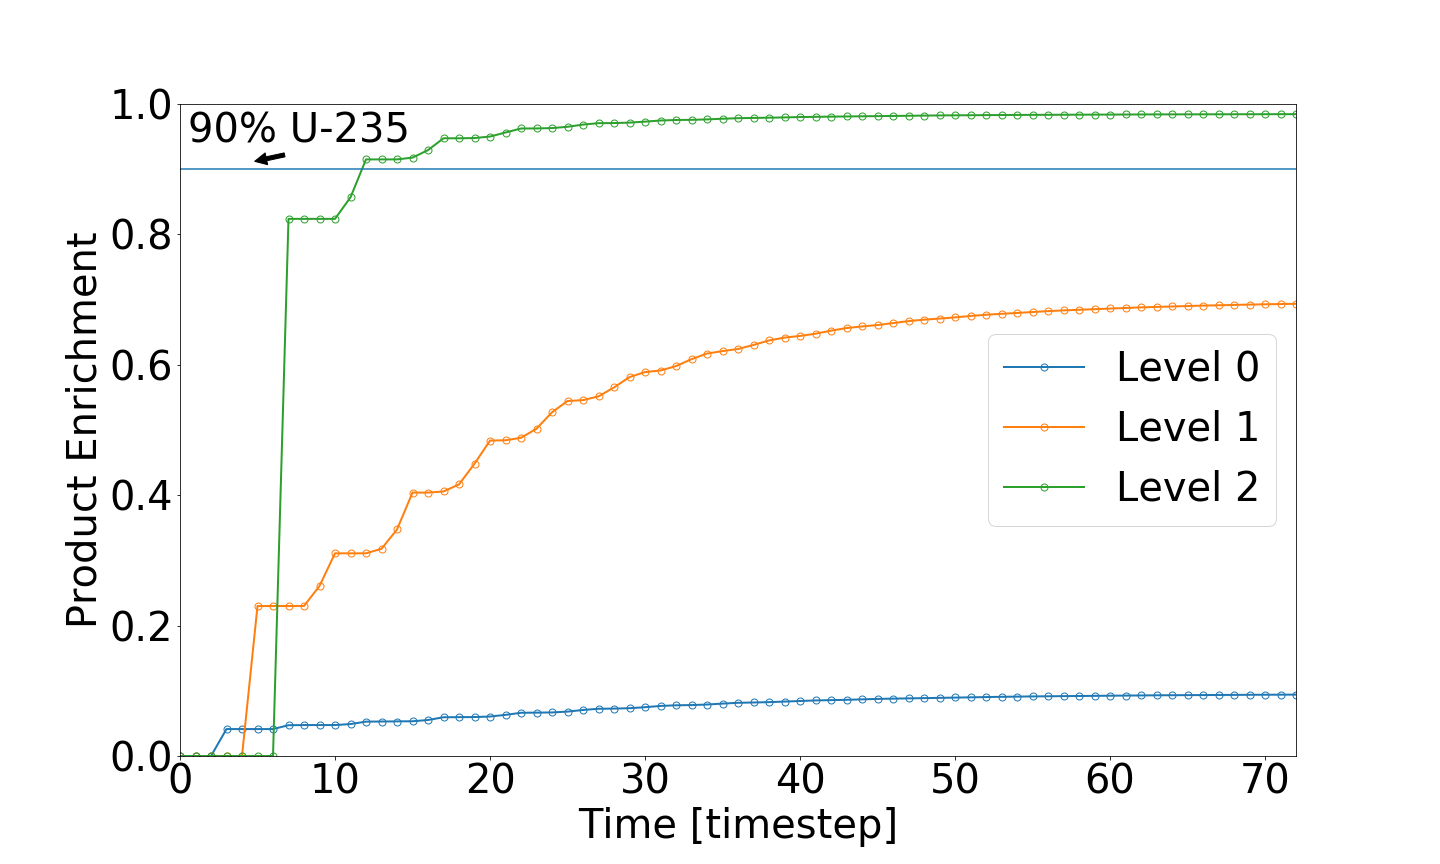 90% U-235
1.0
0.8
0.6
0.4
0.2
0.0
Product Enrichment
Level 0
Level 1
Level 2
0 10 20 30 40 50 60 70
Time [timestep]